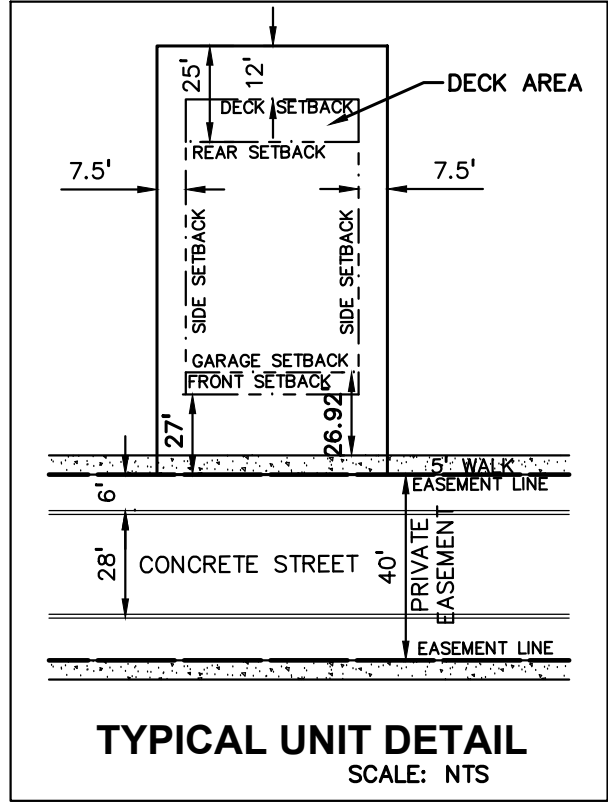 25'
12'
DECK AREA
DECK SETBACK
REAR SETBACK
7.5'
7.5'
SIDE SETBACK
SIDE SETBACK
GARAGE SETBACK
FRONT SETBACK
27'
26.92'
5' WALK
EASEMENT LINE
6'
28'
CONCRETE STREET
40'
PRIVATE
EASEMENT
EASEMENT LINE
TYPICAL UNIT DETAIL
SCALE: NTS